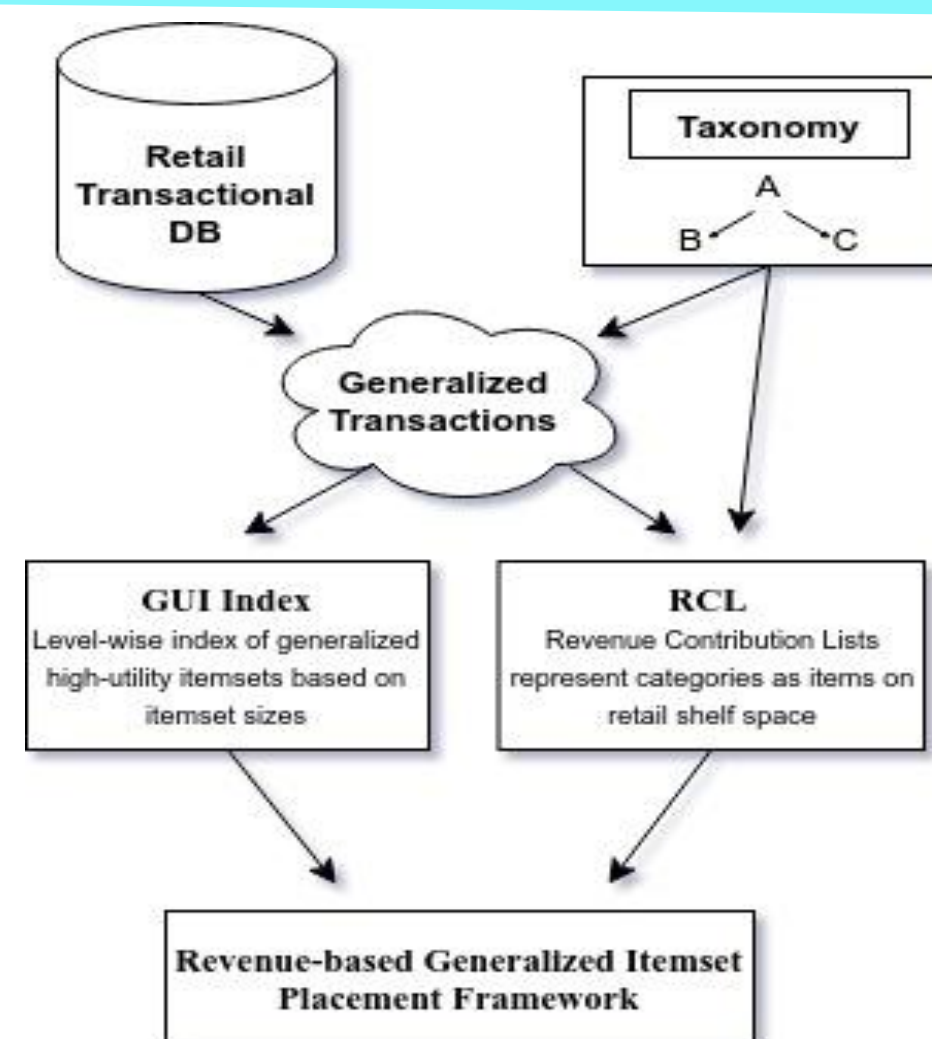 Retail
Transactional
DB
Taxonomy
A
B
C
Generalized
Transactions
GUI Index
Level-wise index of generalized
high-utility itemsets based on
itemset sizes
RCL
Revenue Contribution Lists
represent categories as items on
retail shelf space
Revenue-based Generalized Itemset
Placement Framework